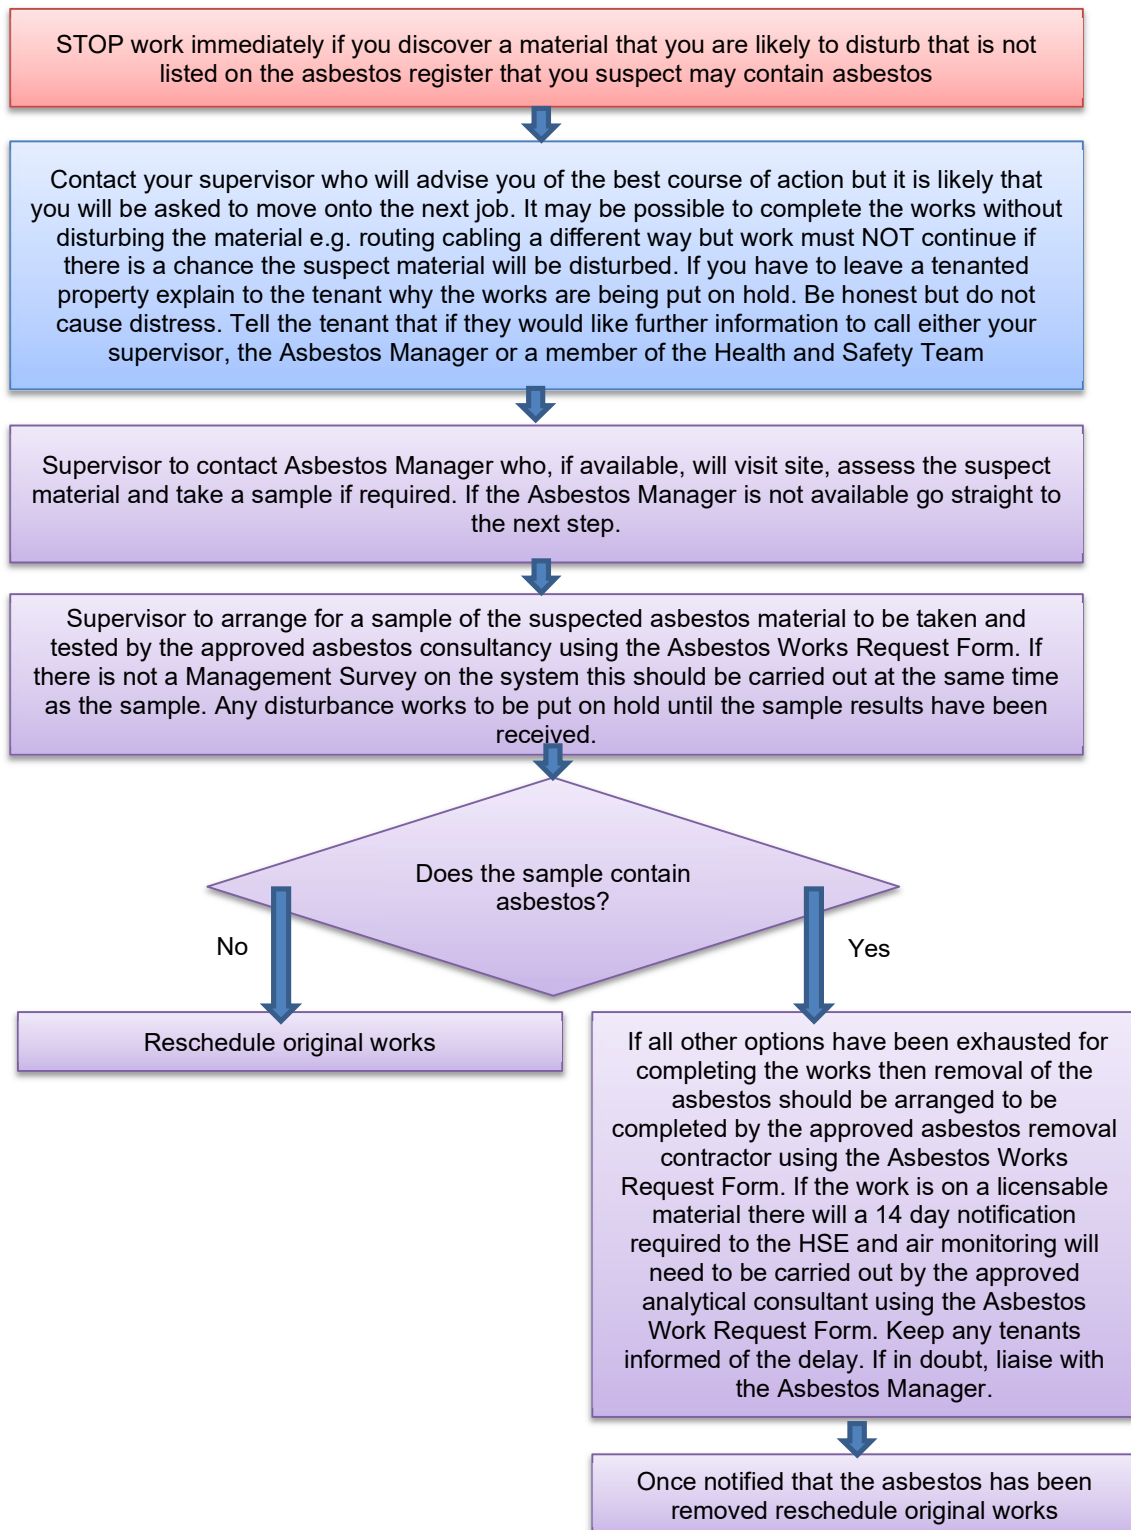 STOP work immediately if you discover a material that you are likely to disturb that is not
listed on the asbestos register that you suspect may contain asbestos
Contact your supervisor who will advise you of the best course of action but it is likely that
you will be asked to move onto the next job. It may be possible to complete the works without
disturbing the material e.g. routing cabling a different way but work must NOT continue if
there is a chance the suspect material will be disturbed. If you have to leave a tenanted
property explain to the tenant why the works are being put on hold. Be honest but do not
cause distress. Tell the tenant that if they would like further information to call either your
supervisor, the Asbestos Manager or a member of the Health and Safety Team
Supervisor to contact Asbestos Manager who, if available, will visit site, assess the suspect
material and take a sample if required. If the Asbestos Manager is not available go straight to
the next step.
Supervisor to arrange for a sample of the suspected asbestos material to be taken and
tested by the approved asbestos consultancy using the Asbestos Works Request Form. If
there is not a Management Survey on the system this should be carried out at the same time
as the sample. Any disturbance works to be put on hold until the sample results have been
received.
Does the sample contain
asbestos?
No
Yes
Reschedule original works
If all other options have been exhausted for
completing the works then removal of the
asbestos should be arranged to be
completed by the approved asbestos removal
contractor using the Asbestos Works
Request Form. If the work is on a licensable
material there will a 14 day notification
required to the HSE and air monitoring will
need to be carried out by the approved
analytical consultant using the Asbestos
Work Request Form. Keep any tenants
informed of the delay. If in doubt, liaise with
the Asbestos Manager.
Once notified that the asbestos has been
removed reschedule original works